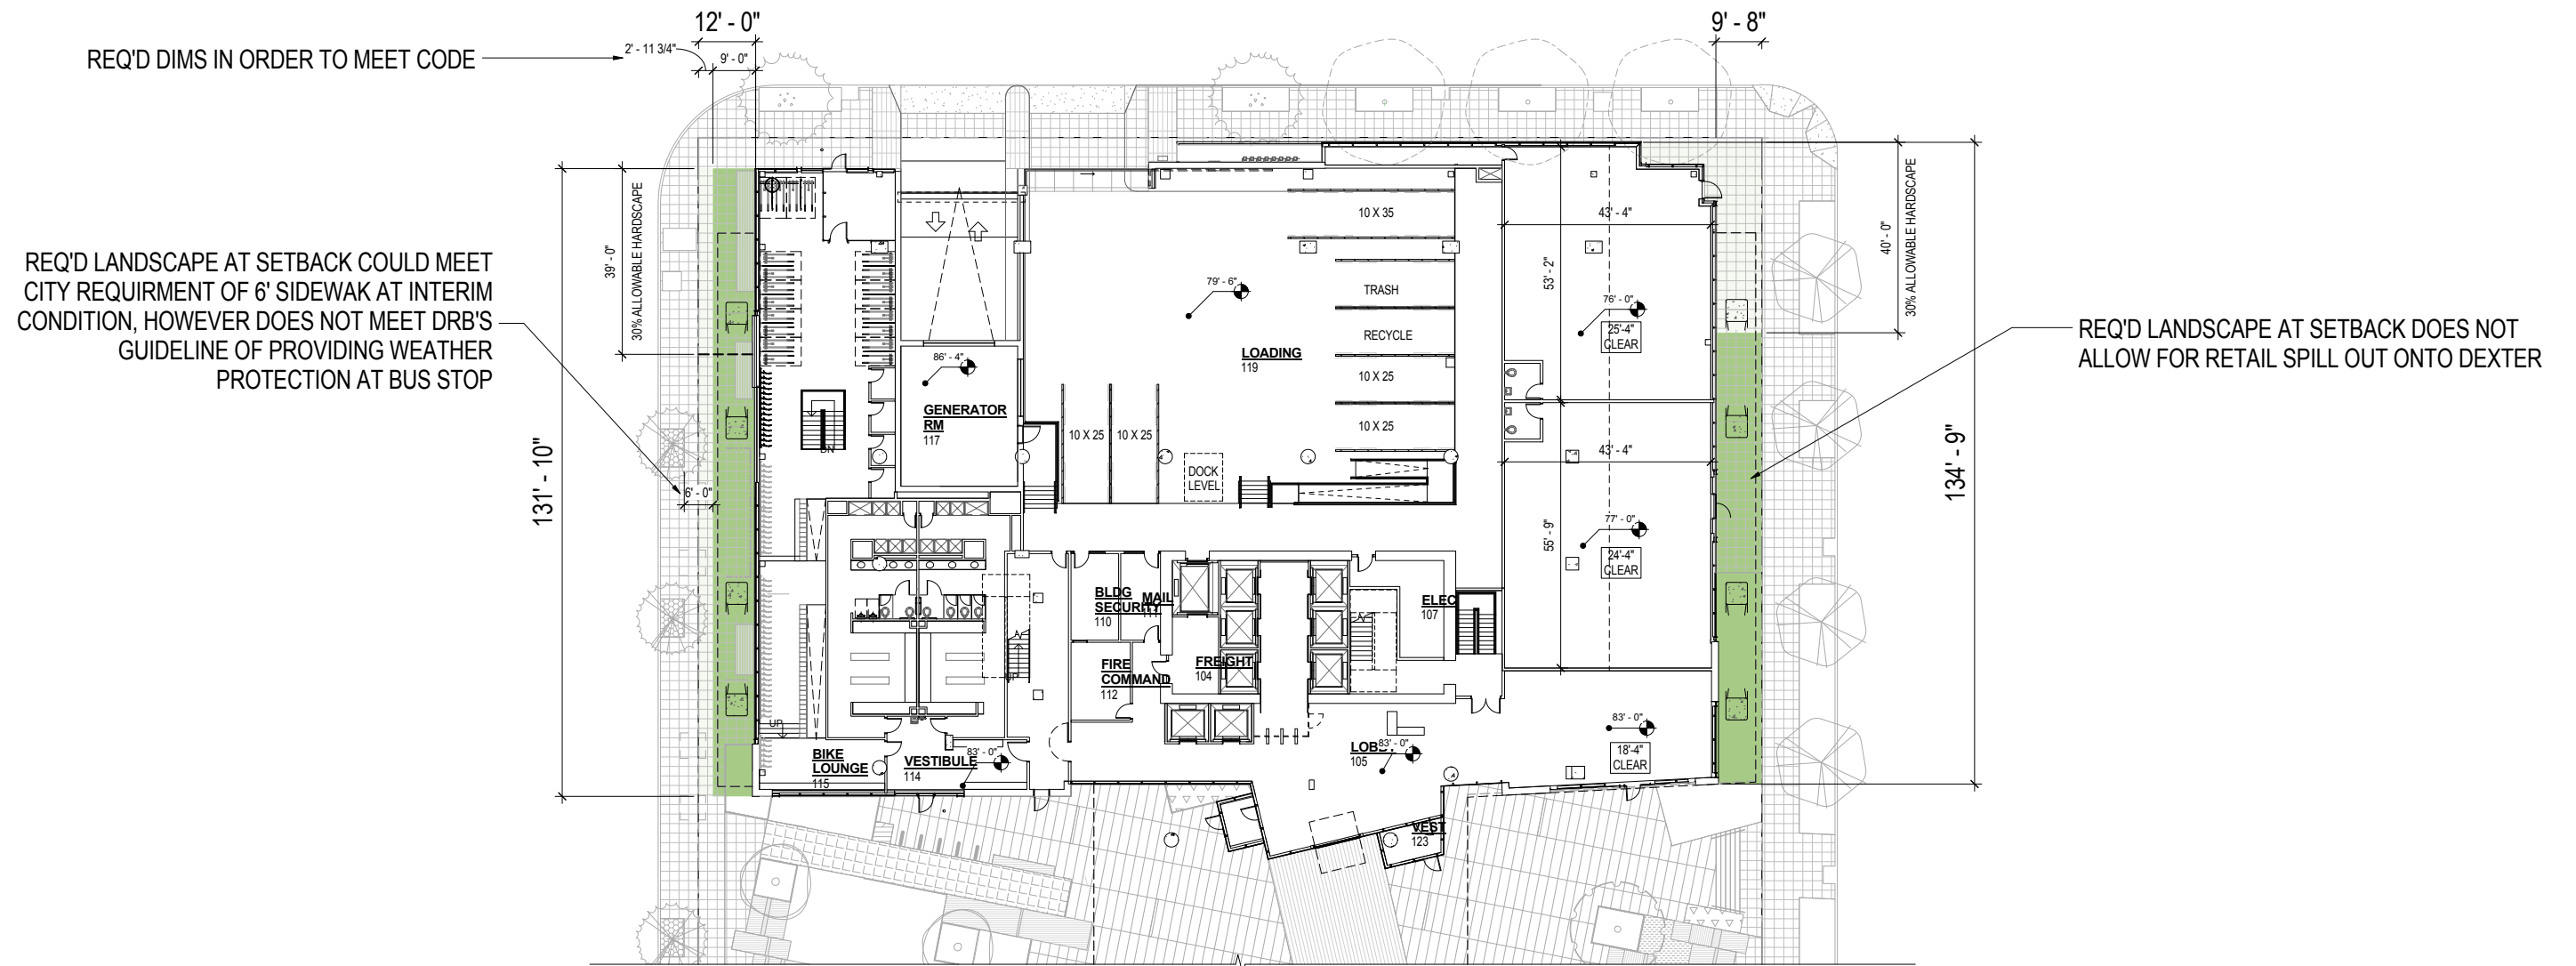 12' - 0"
9' - 8"
REQ'D DIMS IN ORDER TO MEET CODE
2' - 11 3/4"
9' - 0"
30% ALLOWABLE HARDSCAPE
39' - 0"
131' - 10"
REQ'D LANDSCAPE AT SETBACK COULD MEET
CITY REQUIRMENT OF 6' SIDEWAK AT INTERIM
CONDITION, HOWEVER DOES NOT MEET DRB'S
GUIDELINE OF PROVIDING WEATHER
PROTECTION AT BUS STOP
6' - 0"
10 X 35
TRASH
RECYCLE
10 X 25
10 X 25
10 X 25
10 X 25
79' - 6"
LOADING
119
86' - 4"
GENERATOR
RM
117
DN
DOCK
LEVEL
43' - 4"
53' - 2"
76' - 0"
25'-4"
CLEAR
43' - 4"
55' - 9"
77' - 0"
24'-4"
CLEAR
40' - 0"
30% ALLOWABLE HARDSCAPE
134' - 9"
REQ'D LANDSCAPE AT SETBACK DOES NOT
ALLOW FOR RETAIL SPILL OUT ONTO DEXTER
BLDG
SECURITY
110
MAIL
ELEC
107
FIRE
COMMAND
112
FREIGHT
104
UP
UP
BIKE
LOUNGE
115
VESTIBULE
114
83' - 0"
105
83' - 0"
83' - 0"
18'-4"
CLEAR
VEST
123